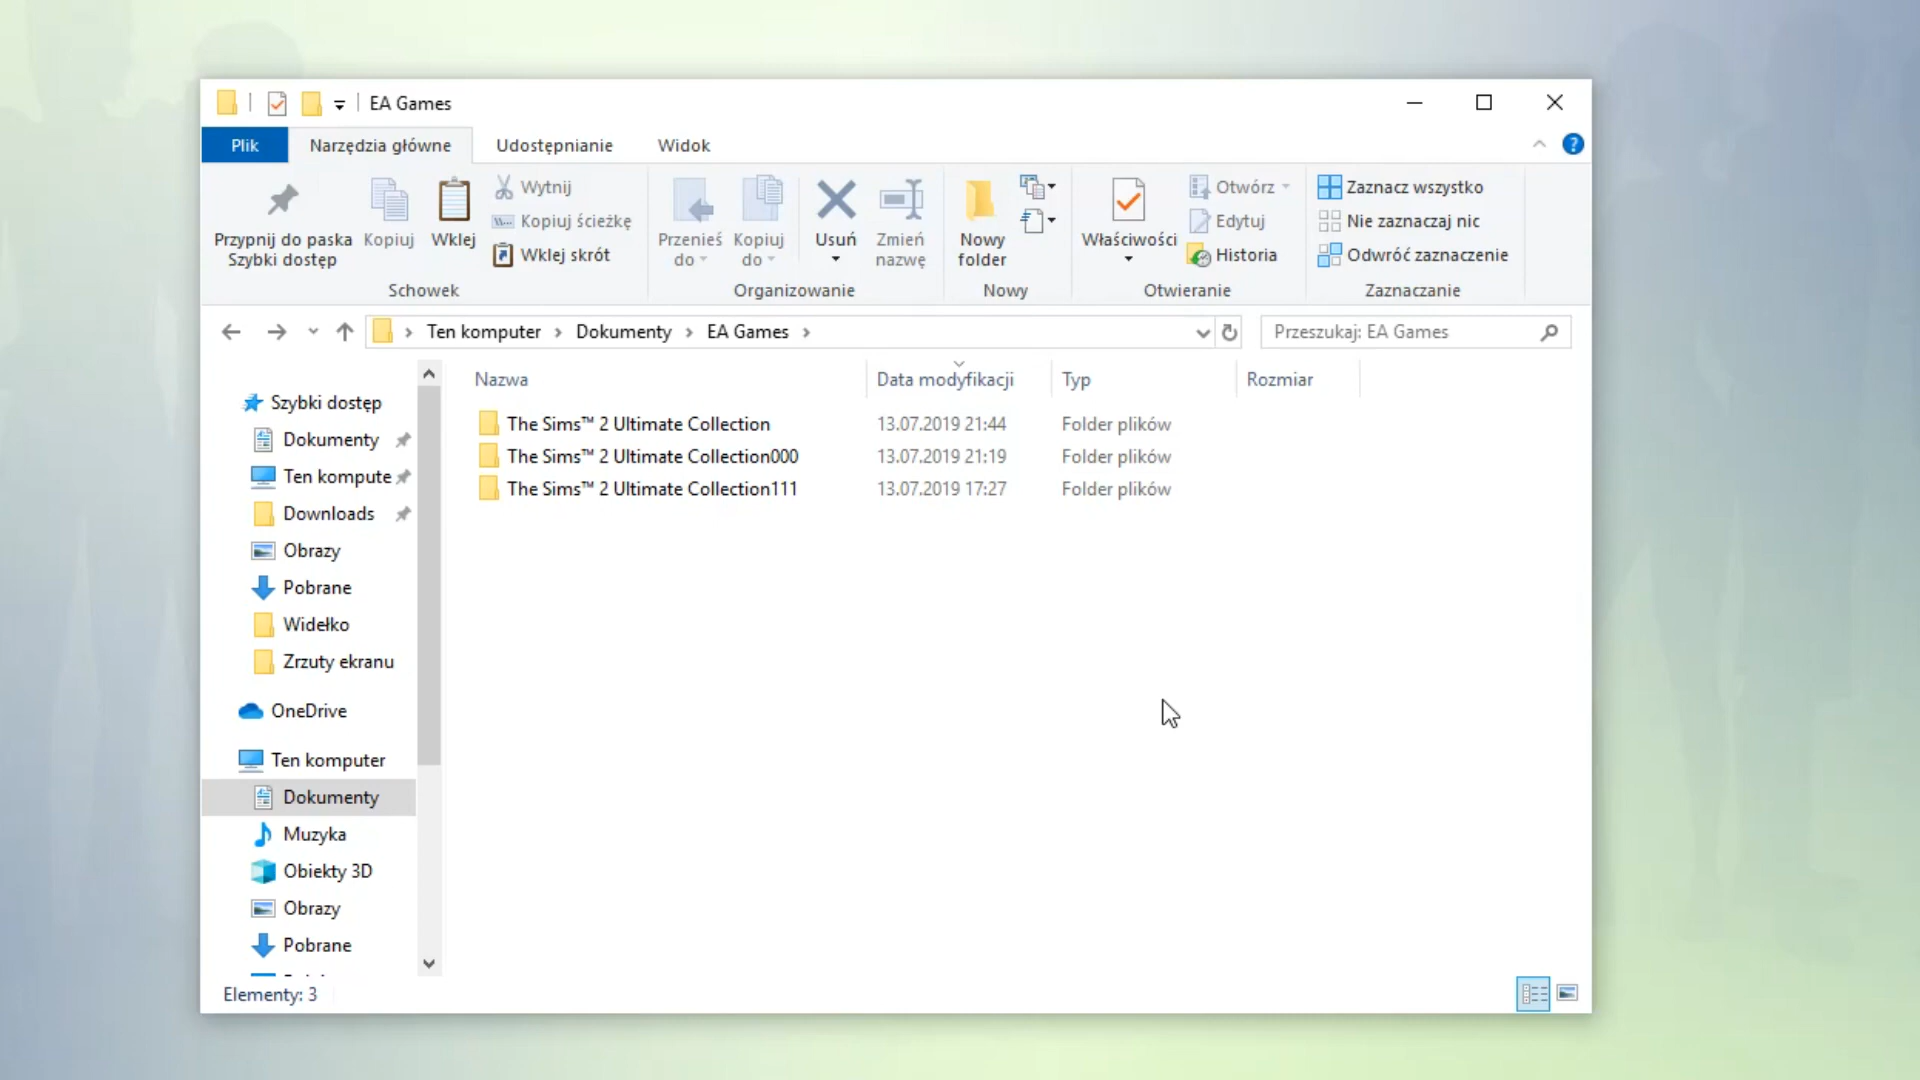 EA Games
Plik Narzędzia główne Udostępnianie Widok
Przypnij do paska Szybki dostęp
Kopiuj
Wklej
Wytnij
Kopiuj ścieżkę
Wklej skrót
Schowek
Przenieś do
Kopiuj do
Usuń
Zmień nazwę
Organizowanie
Nowy folder
Nowy
Właściwości
Otwórz
Edytuj
Historia
Otwieranie
Zaznacz wszystko
Nie zaznaczaj nic
Odwróć zaznaczenie
Zaznaczanie
Ten komputer Dokumenty EA Games
Przeszukaj: EA Games
Szybki dostęp
Dokumenty
Ten kompute
Downloads
Obrazy
Pobrane
Widełko
Zrzuty ekranu
OneDrive
Ten komputer
Dokumenty
Muzyka
Obiekty 3D
Obrazy
Pobrane
Nazwa Data modyfikacji Typ Rozmiar
The Sims™ 2 Ultimate Collection 13.07.2019 21:44 Folder plików
The Sims™ 2 Ultimate Collection000 13.07.2019 21:19 Folder plików
The Sims™ 2 Ultimate Collection111 13.07.2019 17:27 Folder plików
Elementy: 3